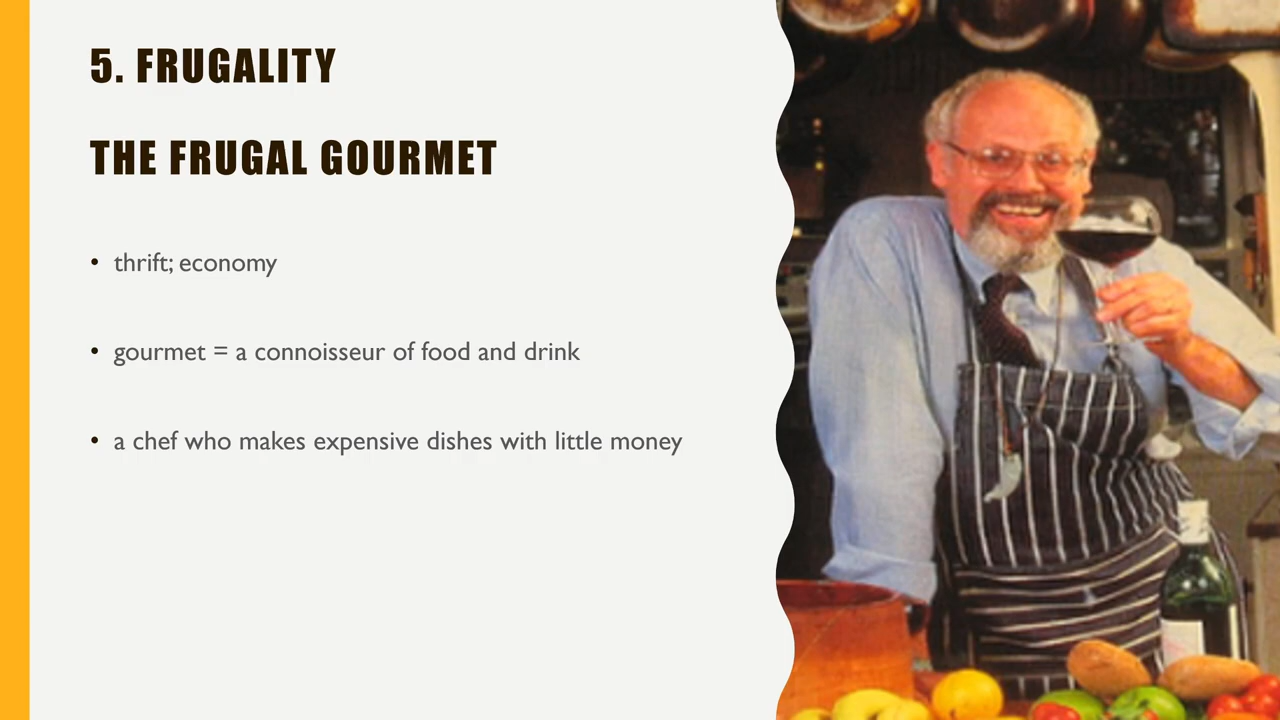 5. FRUGALITY
THE FRUGAL GOURMET
• thrift; economy
• gourmet = a connoisseur of food and drink
• a chef who makes expensive dishes with little money